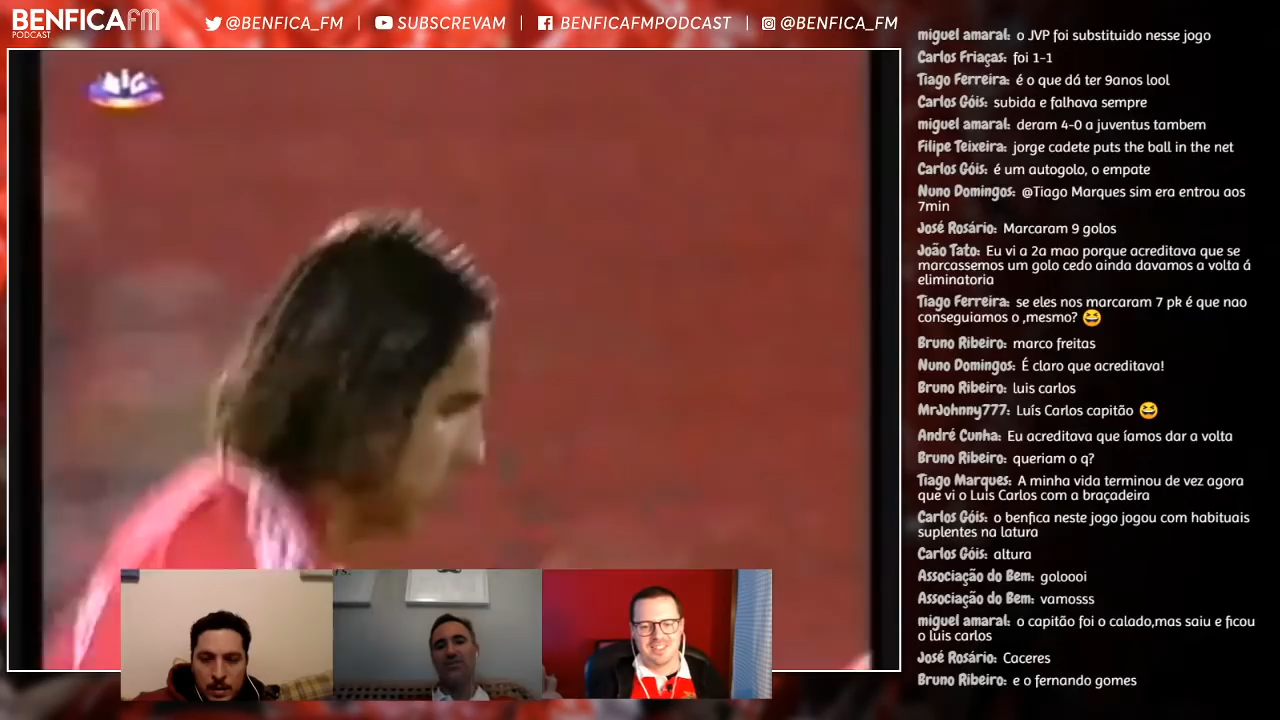 BENFICAFM
PODCAST
@BENFICA_FM | SUBSCREVAM | BENFICAFMPODCAST | @BENFICA_FM
SIC
miguel amaral: o JVP foi substituido nesse jogo
Carlos Friaças: foi 1-1
Tiago Ferreira: é o que dá ter 9anos lool
Carlos Góis: subida e falhava sempre
miguel amaral: deram 4-0 a juventus tambem
Filipe Teixeira: jorge cadete puts the ball in the net
Carlos Góis: é um autogolo, o empate
Nuno Domingos: @Tiago Marques sim era entrou aos
7min
José Rosário: Marcaram 9 golos
João Tato: Eu vi a 2a mao porque acreditava que se
marcassemos um golo cedo ainda davamos a volta á
eliminatoria
Tiago Ferreira: se eles nos marcaram 7 pk é que nao
conseguiamos o ,mesmo? 😆
Bruno Ribeiro: marco freitas
Nuno Domingos: É claro que acreditava!
Bruno Ribeiro: luis carlos
MrJohnny777: Luís Carlos capitão 😆
André Cunha: Eu acreditava que íamos dar a volta
Bruno Ribeiro: queriam o q?
Tiago Marques: A minha vida terminou de vez agora
que vi o Luis Carlos com a braçadeira
Carlos Góis: o benfica neste jogo jogou com habituais
suplentes na latura
Carlos Góis: altura
Associação do Bem: goloooi
Associação do Bem: vamosss
miguel amaral: o capitão foi o calado,mas saiu e ficou
o luis carlos
José Rosário: Caceres
Bruno Ribeiro: e o fernando gomes